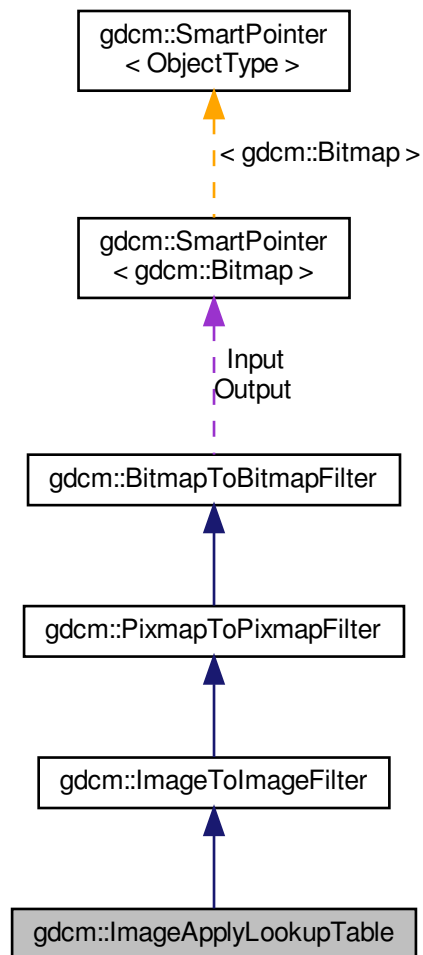 gdcm::SmartPointer
< ObjectType >
< gdcm::Bitmap >
gdcm::SmartPointer
< gdcm::Bitmap >
Input
Output
gdcm::BitmapToBitmapFilter
gdcm::PixmapToPixmapFilter
gdcm::ImageToImageFilter
gdcm::ImageApplyLookupTable